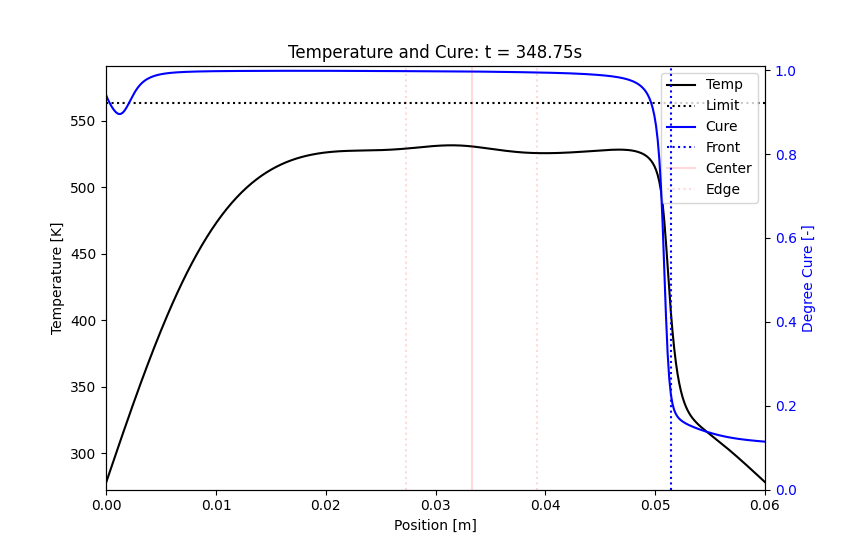 Temperature and Cure: t = 348.75s
Temp
Limit
Cure
Front
Center
Edge
Temperature [K]
550
500
450
400
350
300
Degree Cure [-]
1.0
0.8
0.6
0.4
0.2
0.0
0.00 0.01 0.02 0.03 0.04 0.05 0.06
Position [m]